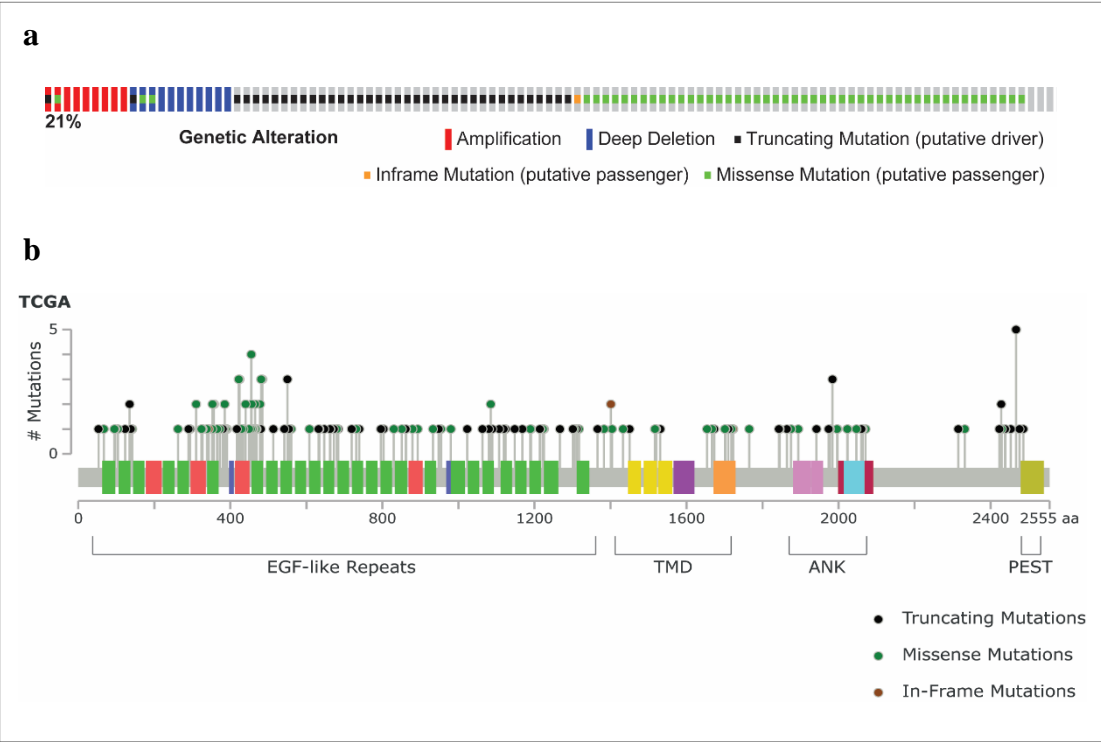 a
21%
Genetic Alteration
Amplification
Deep Deletion
Truncating Mutation (putative driver)
Inframe Mutation (putative passenger)
Missense Mutation (putative passenger)
b
TCGA
# Mutations
5
0
0 400 800 1200 1600 2000 2400 2555 aa
EGF-like Repeats TMD ANK PEST
Truncating Mutations
Missense Mutations
In-Frame Mutations